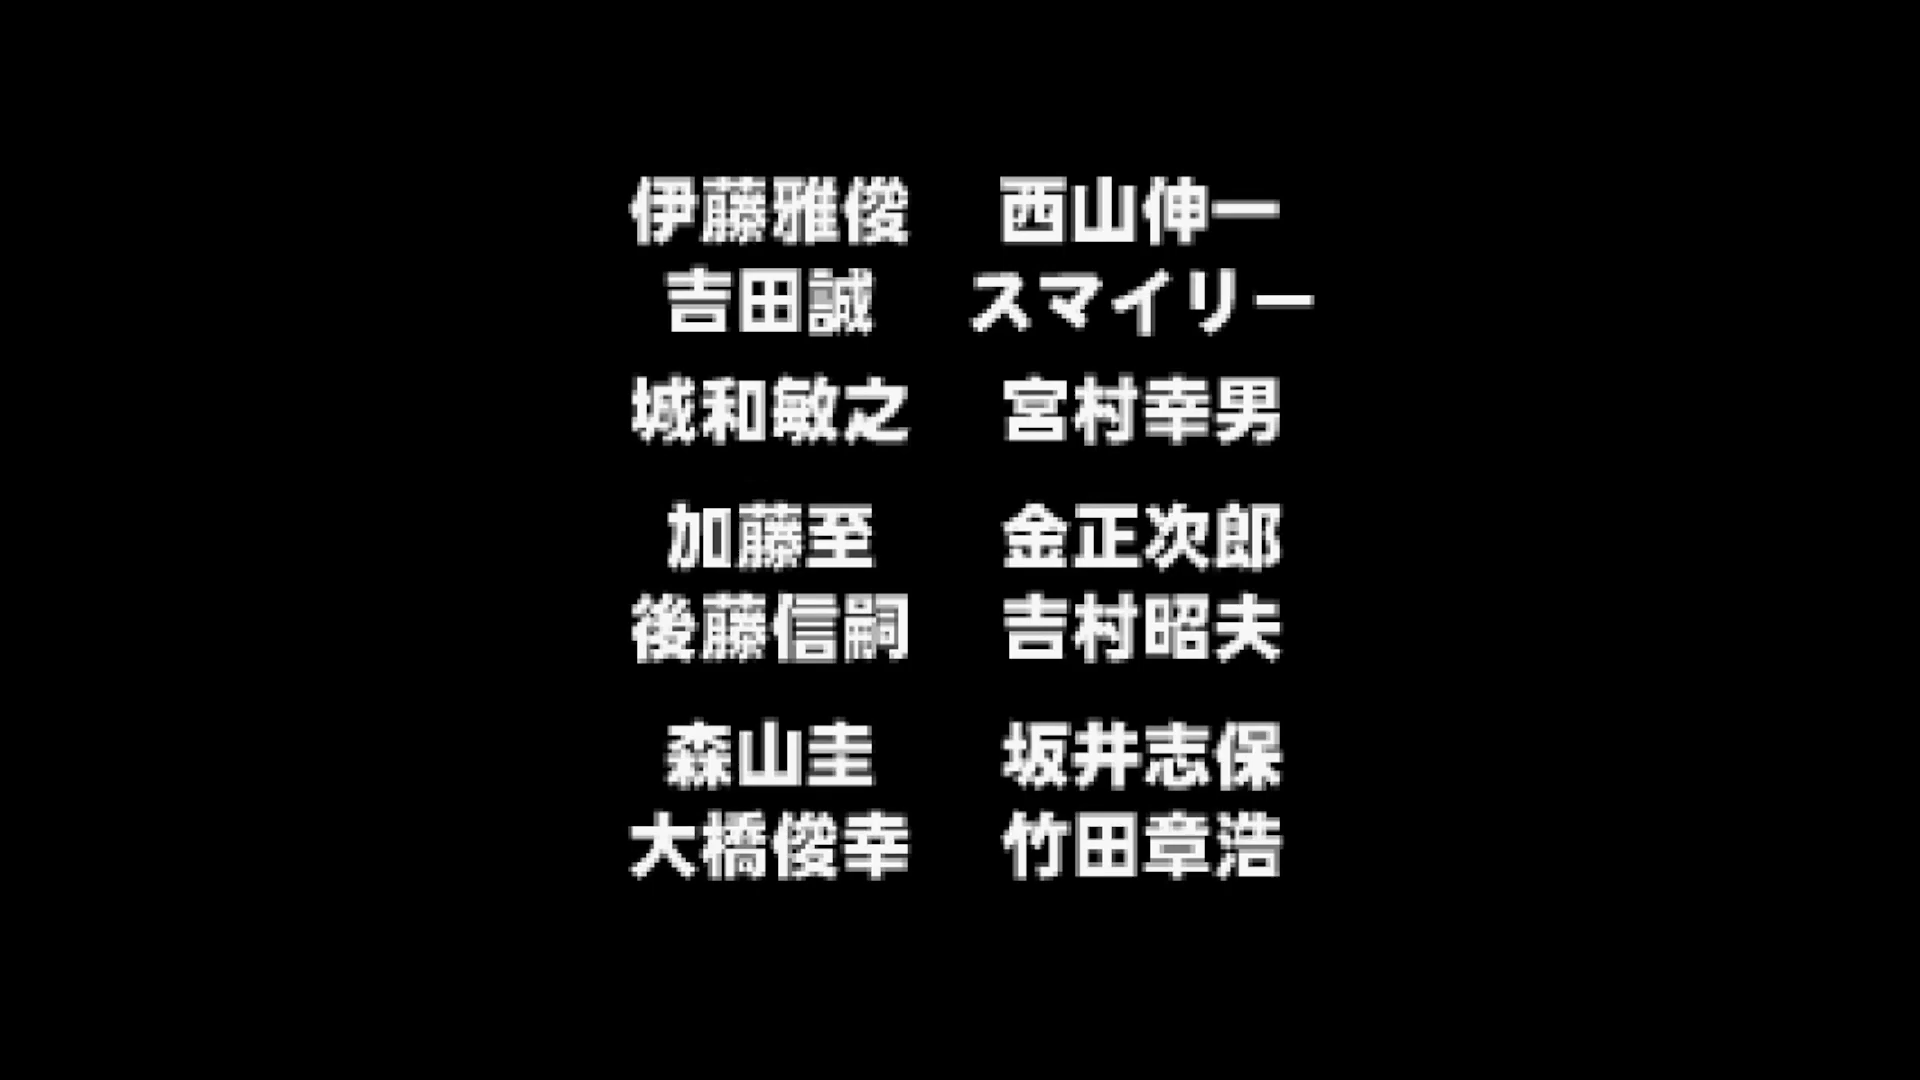 伊藤雅俊 西山伸一
吉田誠 スマイリー
城和敏之 宮村幸男
加藤至 金正次郎
後藤信嗣 吉村昭夫
森山圭 坂井志保
大橋俊幸 竹田章浩